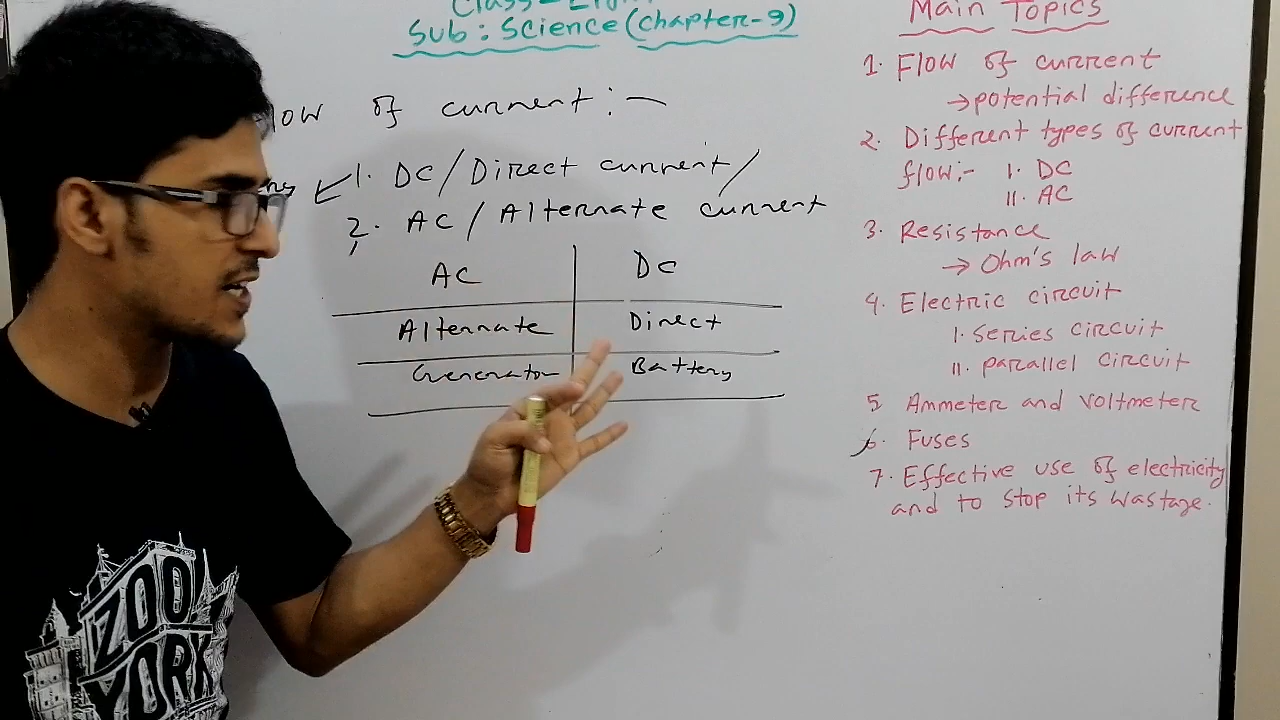 Sub : Science (chapter-9)
low of current : —
1. DC / Direct current /
2. AC / Alternate current
AC DC
Alternate Direct
Generator Battery
Main Topics
1. Flow of current
→ potential difference
2. Different types of current
flow:- I. DC
II. AC
3. Resistance
→ Ohm's law
4. Electric circuit
I. Series circuit
II. parallel circuit
5 Ammeter and voltmeter
6. Fuses
7. Effective use of electricity
and to stop its wastage.
ZOO
YORK